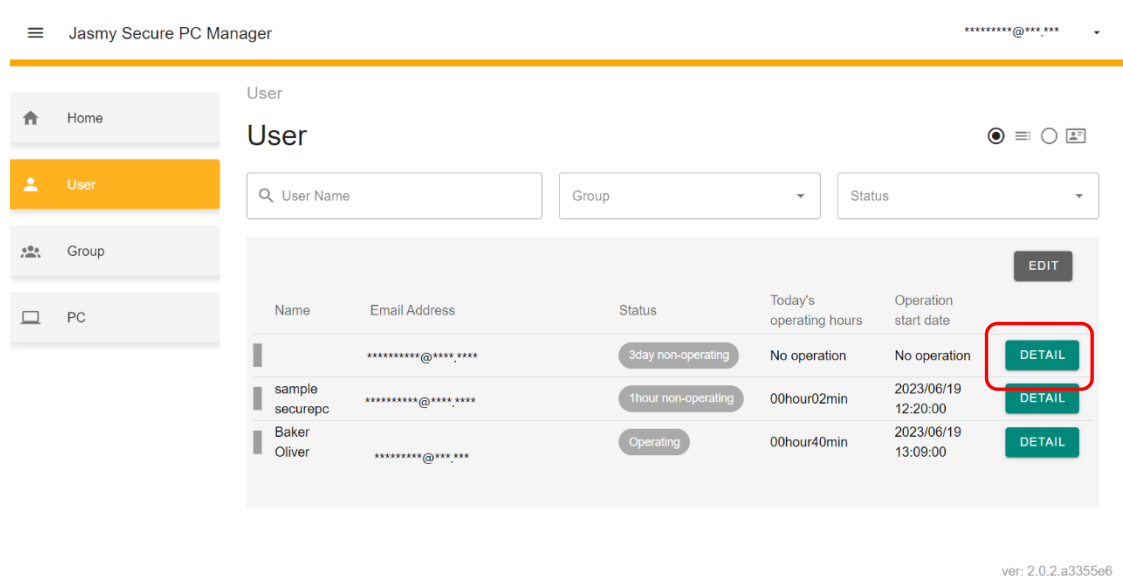 Jasmy Secure PC Manager
*********@***.***
Home
User
Group
PC
User
User
User Name
Group
Status
EDIT
Name
Email Address
Status
Today's
operating hours
Operation
start date
**********@****.****
3day non-operating
No operation
No operation
DETAIL
sample
securepc
**********@****.****
1hour non-operating
00hour02min
2023/06/19
12:20:00
DETAIL
Baker
Oliver
*********@***.***
Operating
00hour40min
2023/06/19
13:09:00
DETAIL
ver: 2.0.2.a3355e6